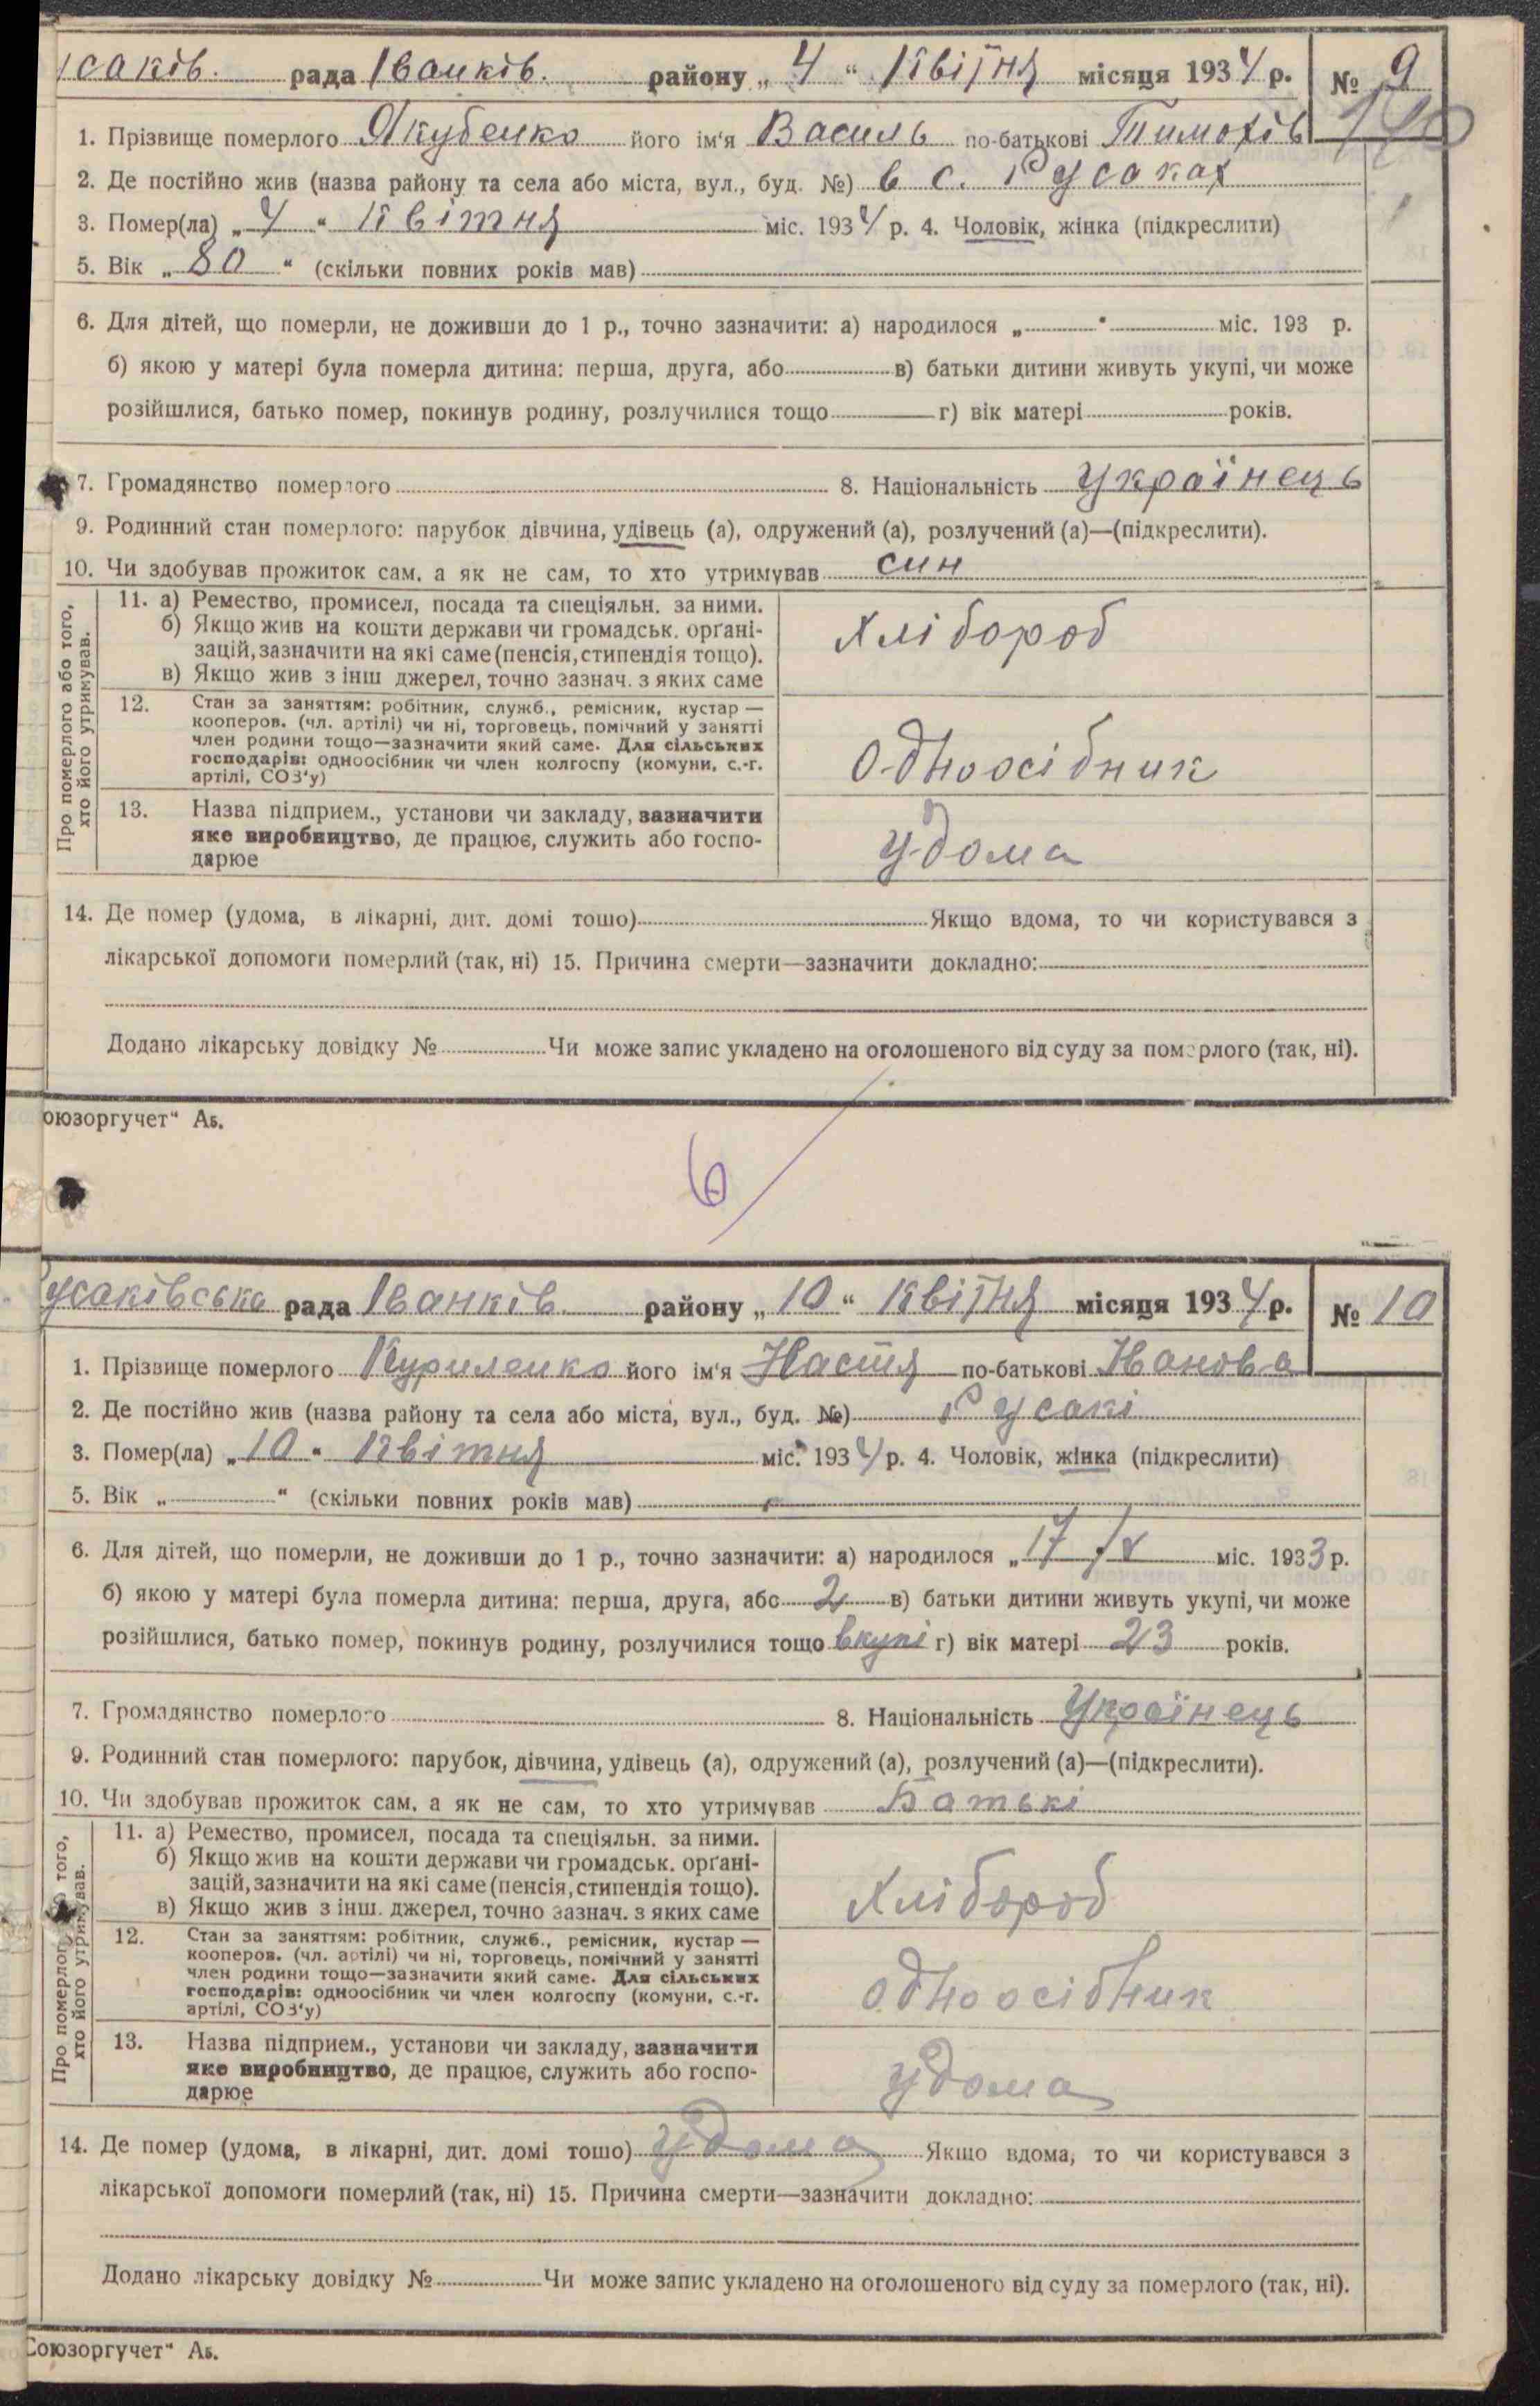 усаків. рада Іванків. району „ 4 “ Квітня місяця 1934 р. № 9
1. Прізвище померлого Якубенко його ім'я Василь по-батькові Тимохів
2. Де постійно жив (назва району та села або міста, вул., буд. №) в с. Русаках
3. Помер(ла) „ 4 “ Квітня міс. 1934 р. 4. Чоловік, жінка (підкреслити)
5. Вік „ 80 “ (скільки повних років мав)
6. Для дітей, що померли, не доживши до 1 р., точно зазначити: а) народилося „ “ міс. 193 р.
б) якою у матері була померла дитина: перша, друга, або в) батьки дитини живуть укупі, чи може
розійшлися, батько помер, покинув родину, розлучилися тощо г) вік матері років.
7. Громадянство померлого 8. Національність Українець
9. Родинний стан померлого: парубок дівчина, удівець (а), одружений (а), розлучений (а)—(підкреслити).
10. Чи здобував прожиток сам, а як не сам, то хто утримував син
Про померлого або того, хто його утримував.
11. а) Ремество, промисел, посада та спеціяльн. за ними.
б) Якщо жив на кошти держави чи громадськ. орґані-
зацій, зазначити на які саме (пенсія, стипендія тощо).
в) Якщо жив з інш джерел, точно зазнач. з яких саме
Хлібороб
12. Стан за заняттям: робітник, служб., ремісник, кустар —
кооперов. (чл. артілі) чи ні, торговець, помічний у занятті
член родини тощо—зазначити який саме. Для сільських
господарів: одноосібник чи член колгоспу (комуни, с.-г.
артілі, СОЗ'у)
Одноосібник
13. Назва підприєм., установи чи закладу, зазначити
яке виробництво, де працює, служить або госпо-
дарює
удома
14. Де помер (удома, в лікарні, дит. домі тощо) Якщо вдома, то чи користувався з
лікарської допомоги померлий (так, ні) 15. Причина смерти—зазначити докладно:
Додано лікарську довідку № Чи може запис укладено на оголошеного від суду за померлого (так, ні).
оюзоргучет“ Аб.
6
Русаківська рада Іванків. району „ 10 “ Квітня місяця 1934 р. № 10
1. Прізвище померлого Куриленко його ім'я Настя по-батькові Іванова
2. Де постійно жив (назва району та села або міста, вул., буд. №) Русакі
3. Помер(ла) „ 10 “ Квітня міс. 1934 р. 4. Чоловік, жінка (підкреслити)
5. Вік „ “ (скільки повних років мав)
6. Для дітей, що померли, не доживши до 1 р., точно зазначити: а) народилося „ 17 міс. 1933 р.
б) якою у матері була померла дитина: перша, друга, або 2 в) батьки дитини живуть укупі, чи може
розійшлися, батько помер, покинув родину, розлучилися тощо вкупі г) вік матері 23 років.
7. Громадянство померлого 8. Національність Українець
9. Родинний стан померлого: парубок, дівчина, удівець (а), одружений (а), розлучений (а)—(підкреслити).
10. Чи здобував прожиток сам, а як не сам, то хто утримував Батькі
Про померлого того, хто його утримував.
11. а) Ремество, промисел, посада та спеціяльн. за ними.
б) Якщо жив на кошти держави чи громадськ. орґані-
зацій, зазначити на які саме (пенсія, стипендія тощо).
в) Якщо жив з інш. джерел, точно зазнач. з яких саме
Хлібороб
12. Стан за заняттям: робітник, служб., ремісник, кустар —
кооперов. (чл. артілі) чи ні, торговець, помічний у занятті
член родини тощо—зазначити який саме. Для сільських
господарів: одноосібник чи член колгоспу (комуни, с.-г.
артілі, СОЗ'у)
одноосібник
13. Назва підприєм., установи чи закладу, зазначити
яке виробництво, де працює, служить або госпо-
дарює
удома
14. Де помер (удома, в лікарні, дит. домі тощо) удома Якщо вдома, то чи користувався з
лікарської допомоги померлий (так, ні) 15. Причина смерти—зазначити докладно:
Додано лікарську довідку № Чи може запис укладено на оголошеного від суду за померлого (так, ні).
Союзоргучет“ Аб.